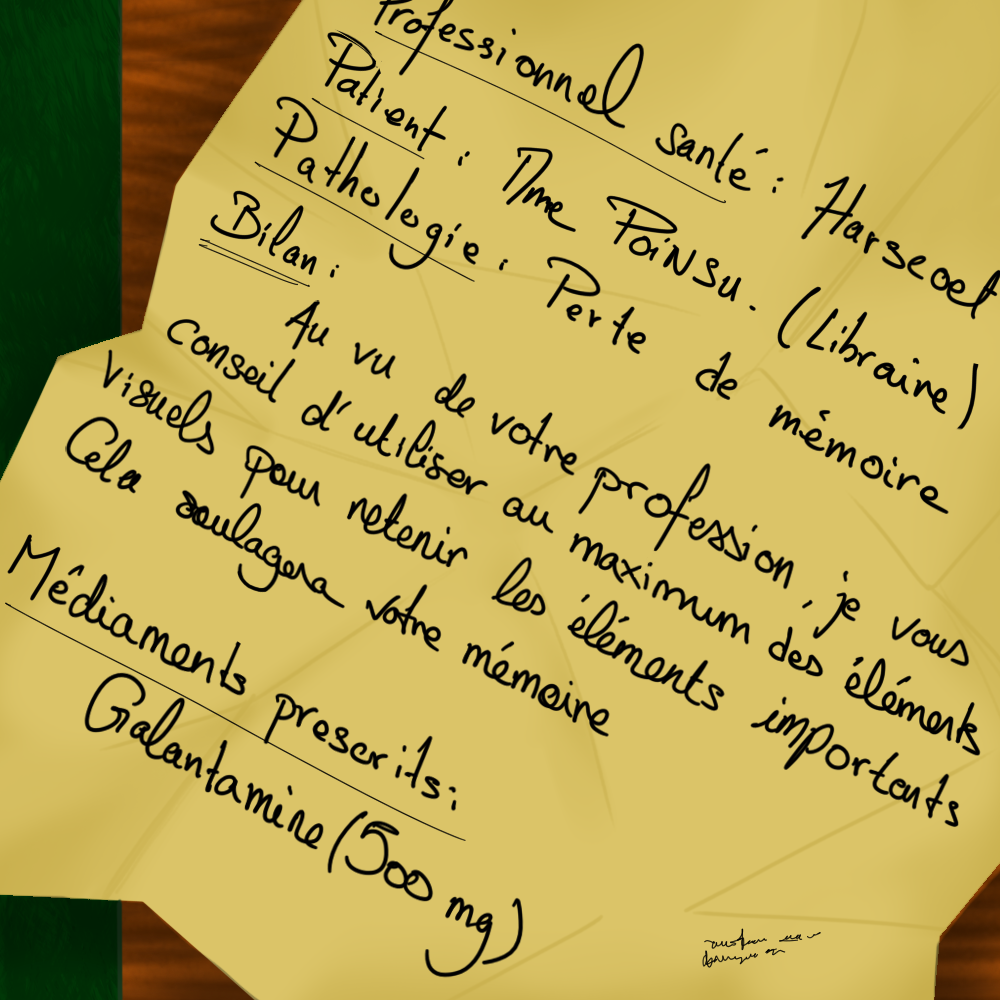 Professionnel santé : Harscoet
Patient : Mme Poinsu. (Libraire)
Pathologie : Perte de mémoire
Bilan :
Au vu de votre profession, je vous
conseil d'utiliser au maximum des éléments
visuels pour retenir les éléments importants
Cela soulagera votre mémoire
Médiaments prescrits :
Galantamine (500 mg)